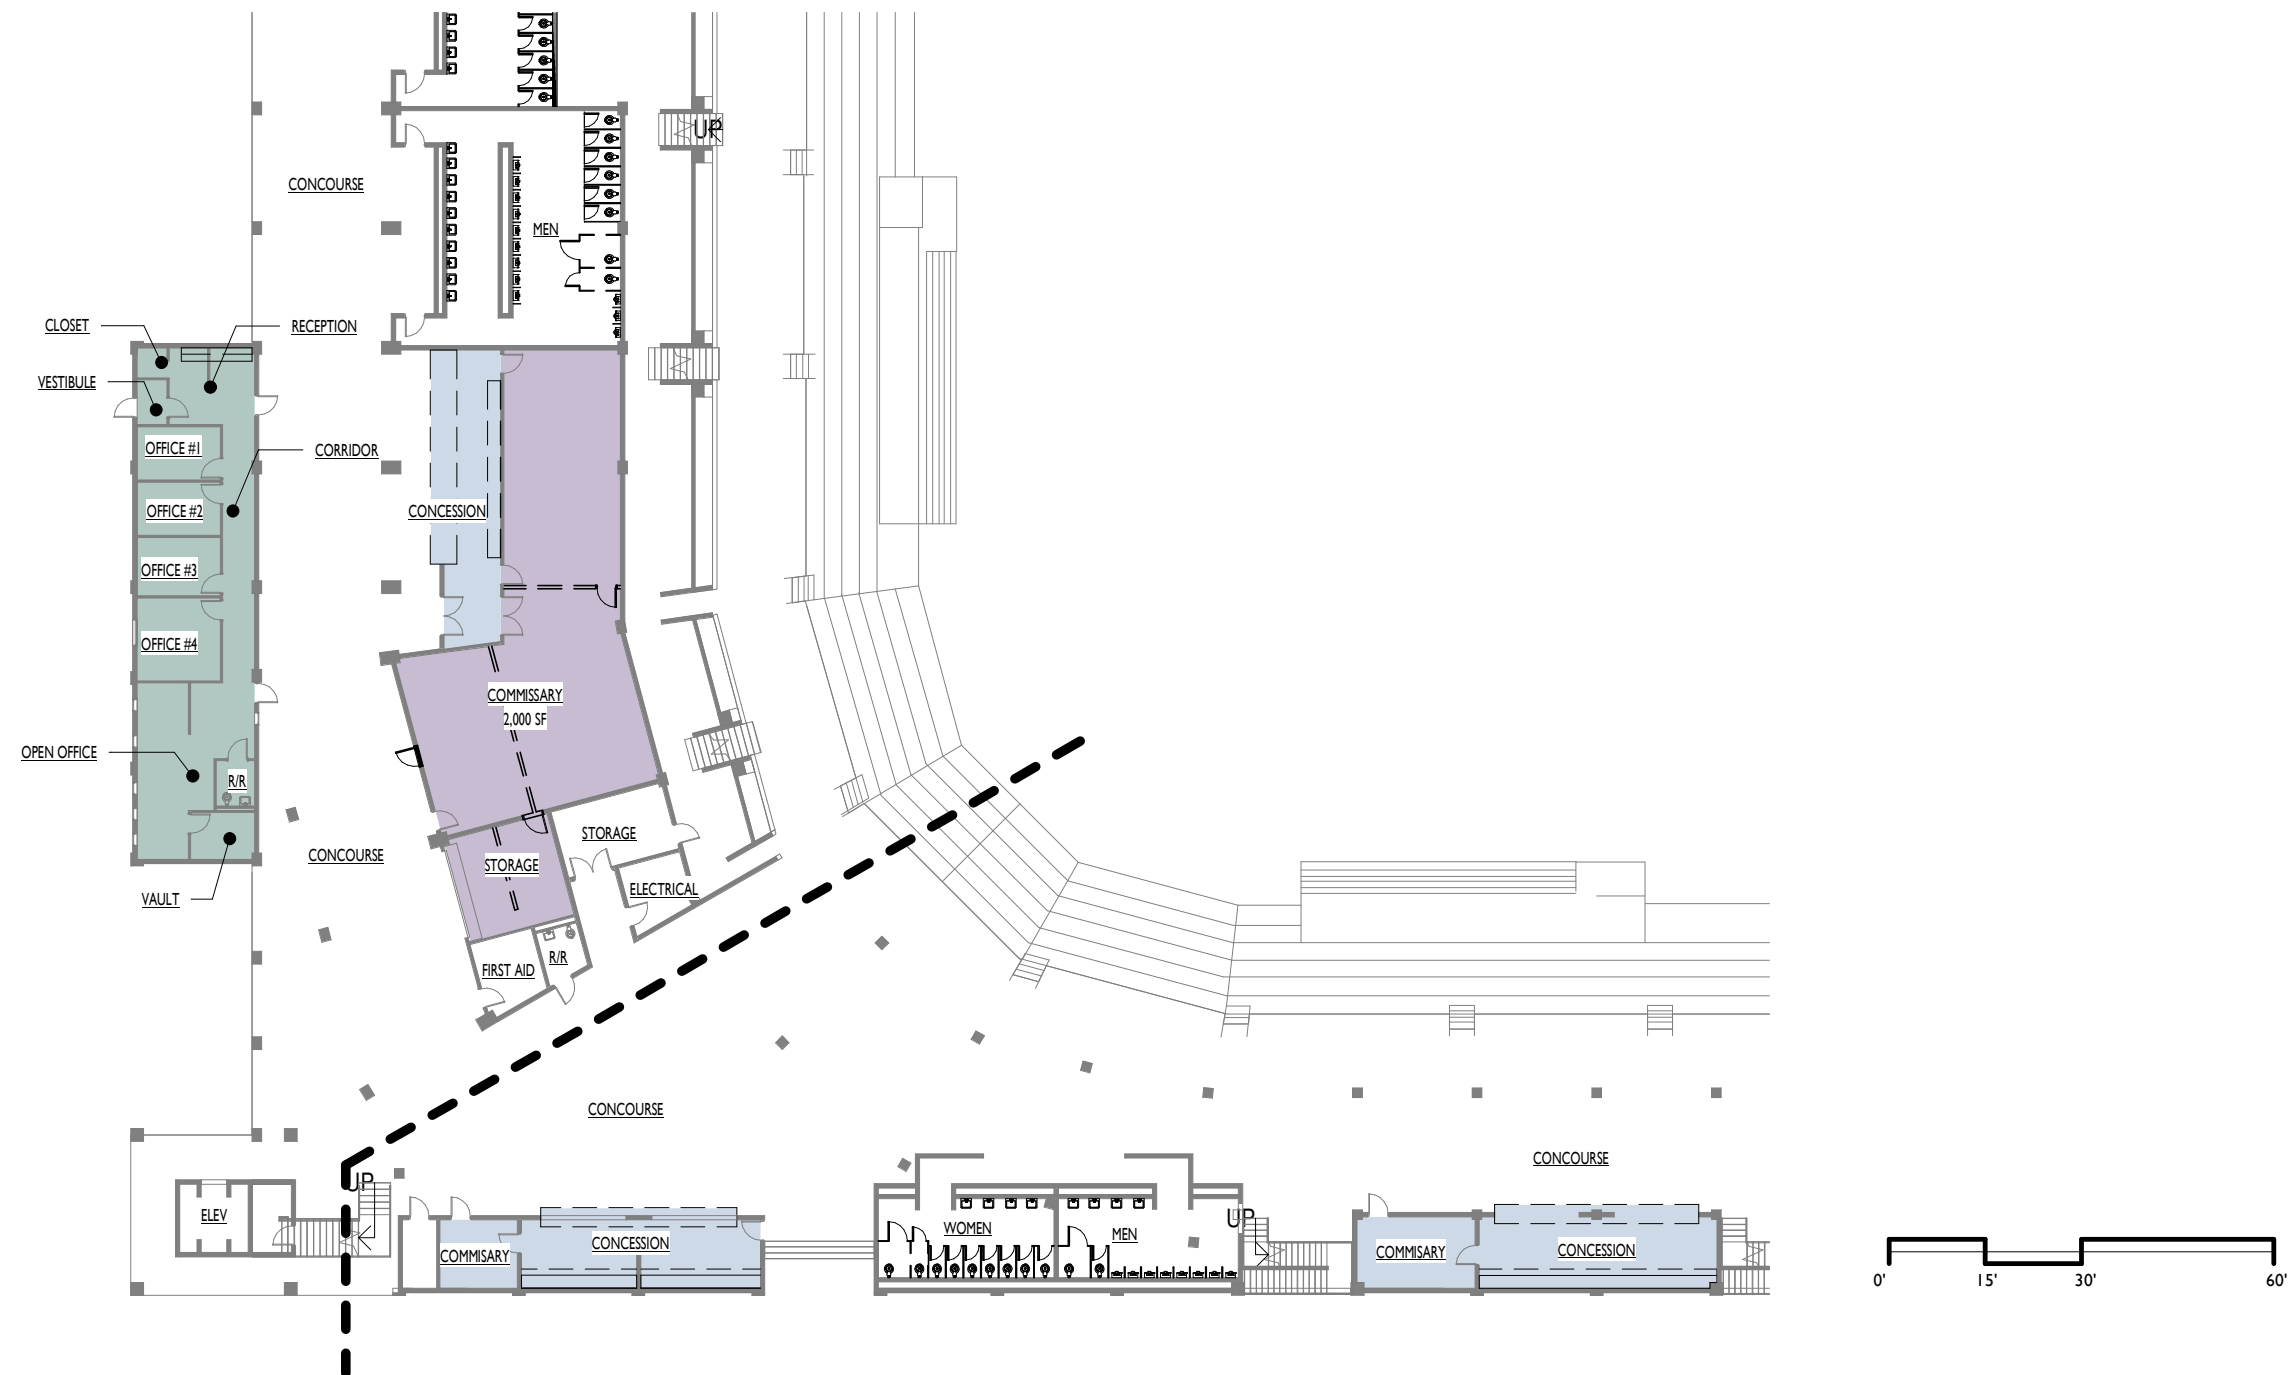 UP
CONCOURSE
MEN
CLOSET
RECEPTION
VESTIBULE
OFFICE #1
CORRIDOR
OFFICE #2
CONCESSION
OFFICE #3
OFFICE #4
COMMISSARY
2,000 SF
OPEN OFFICE
R/R
STORAGE
CONCOURSE
STORAGE
ELECTRICAL
VAULT
R/R
FIRST AID
CONCOURSE
CONCOURSE
UP
ELEV
UP
WOMEN
MEN
CONCESSION
COMMISARY
COMMISARY
CONCESSION
0'
15'
30'
60'